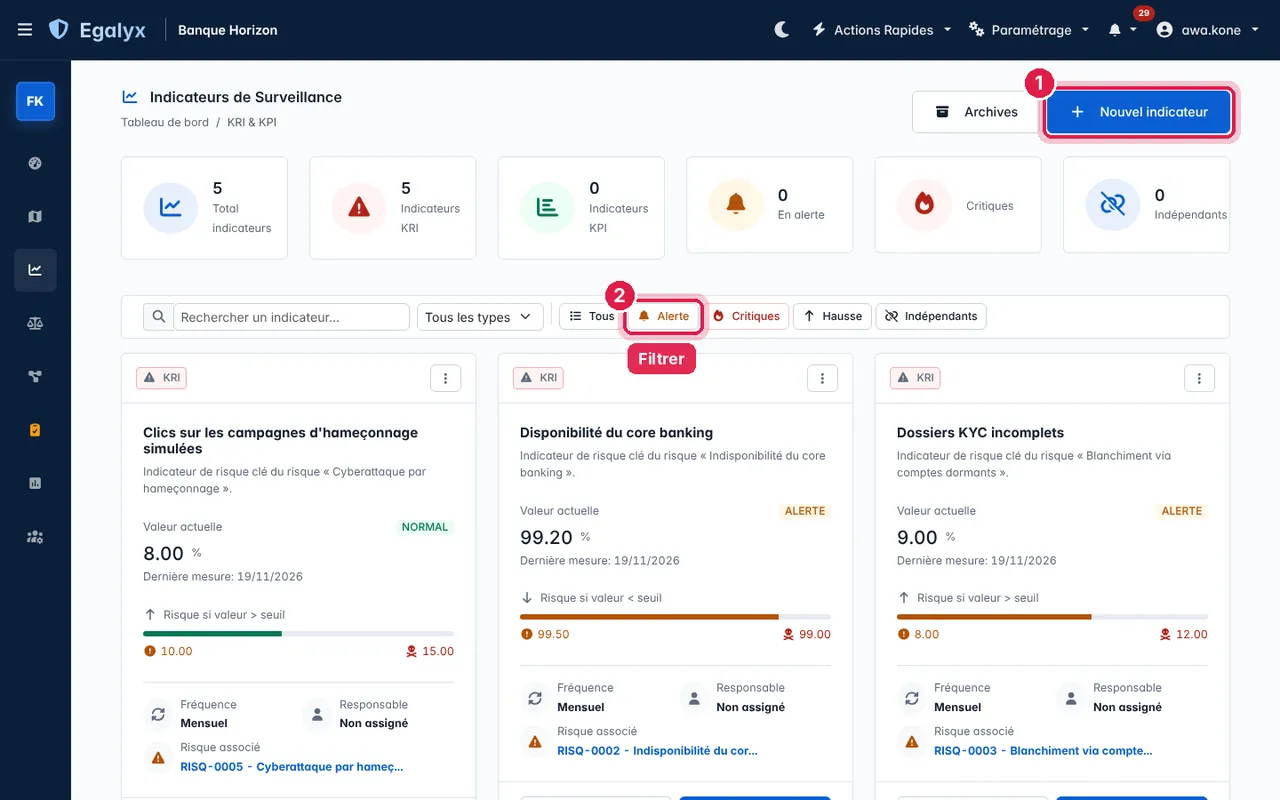 Egalyx
Banque Horizon
Actions Rapides
Paramétrage
29
awa.kone
FK
Indicateurs de Surveillance
Tableau de bord / KRI & KPI
Archives
1
+ Nouvel indicateur
5
Total
indicateurs
5
Indicateurs
KRI
0
Indicateurs
KPI
0
En alerte
Critiques
0
Indépendants
Rechercher un indicateur...
Tous les types
Tous
2
Alerte
Critiques
Hausse
Indépendants
Filtrer
KRI
Clics sur les campagnes d'hameçonnage
simulées
Indicateur de risque clé du risque « Cyberattaque par
hameçonnage ».
Valeur actuelle
NORMAL
8.00 %
Dernière mesure: 19/11/2026
Risque si valeur > seuil
10.00
15.00
Fréquence
Mensuel
Responsable
Non assigné
Risque associé
RISQ-0005 - Cyberattaque par hameç...
KRI
Disponibilité du core banking
Indicateur de risque clé du risque « Indisponibilité du core
banking ».
Valeur actuelle
ALERTE
99.20 %
Dernière mesure: 19/11/2026
Risque si valeur < seuil
99.50
99.00
Fréquence
Mensuel
Responsable
Non assigné
Risque associé
RISQ-0002 - Indisponibilité du cor...
KRI
Dossiers KYC incomplets
Indicateur de risque clé du risque « Blanchiment via
comptes dormants ».
Valeur actuelle
ALERTE
9.00 %
Dernière mesure: 19/11/2026
Risque si valeur > seuil
8.00
12.00
Fréquence
Mensuel
Responsable
Non assigné
Risque associé
RISQ-0003 - Blanchiment via compte...